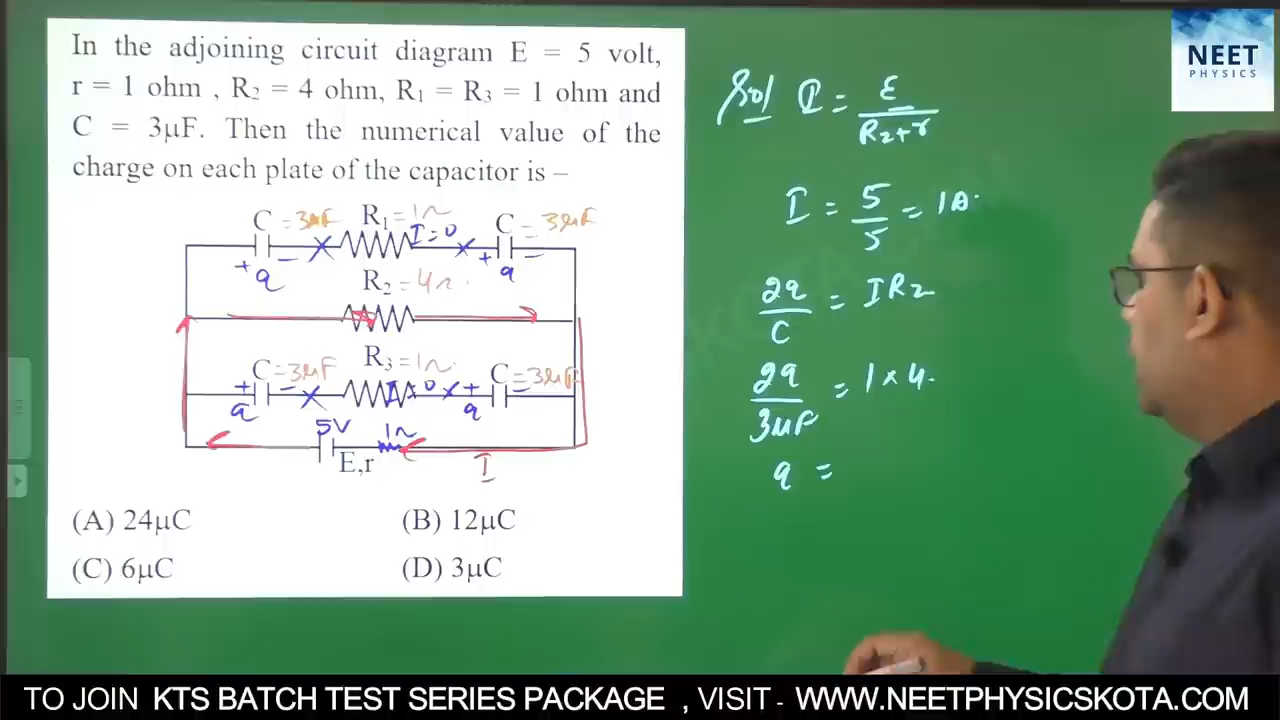 In the adjoining circuit diagram E = 5 volt,
r = 1 ohm , R₂ = 4 ohm, R₁ = R₃ = 1 ohm and
C = 3μF. Then the numerical value of the
charge on each plate of the capacitor is –
C = 3μF R₁ = 1Ω I = 0 C = 3μF
+ q – + q –
R₂ = 4Ω
C = 3μF R₃ = 1Ω C = 3μF
+ q – I = 0 + q –
5V 1Ω
E,r I
(A) 24μC (B) 12μC
(C) 6μC (D) 3μC
Sol I = E / R₂+r
I = 5/5 = 1A.
2q/C = IR₂
2q/3μF = 1 × 4.
q =
NEET
PHYSICS
TO JOIN KTS BATCH TEST SERIES PACKAGE , VISIT - WWW.NEETPHYSICSKOTA.COM